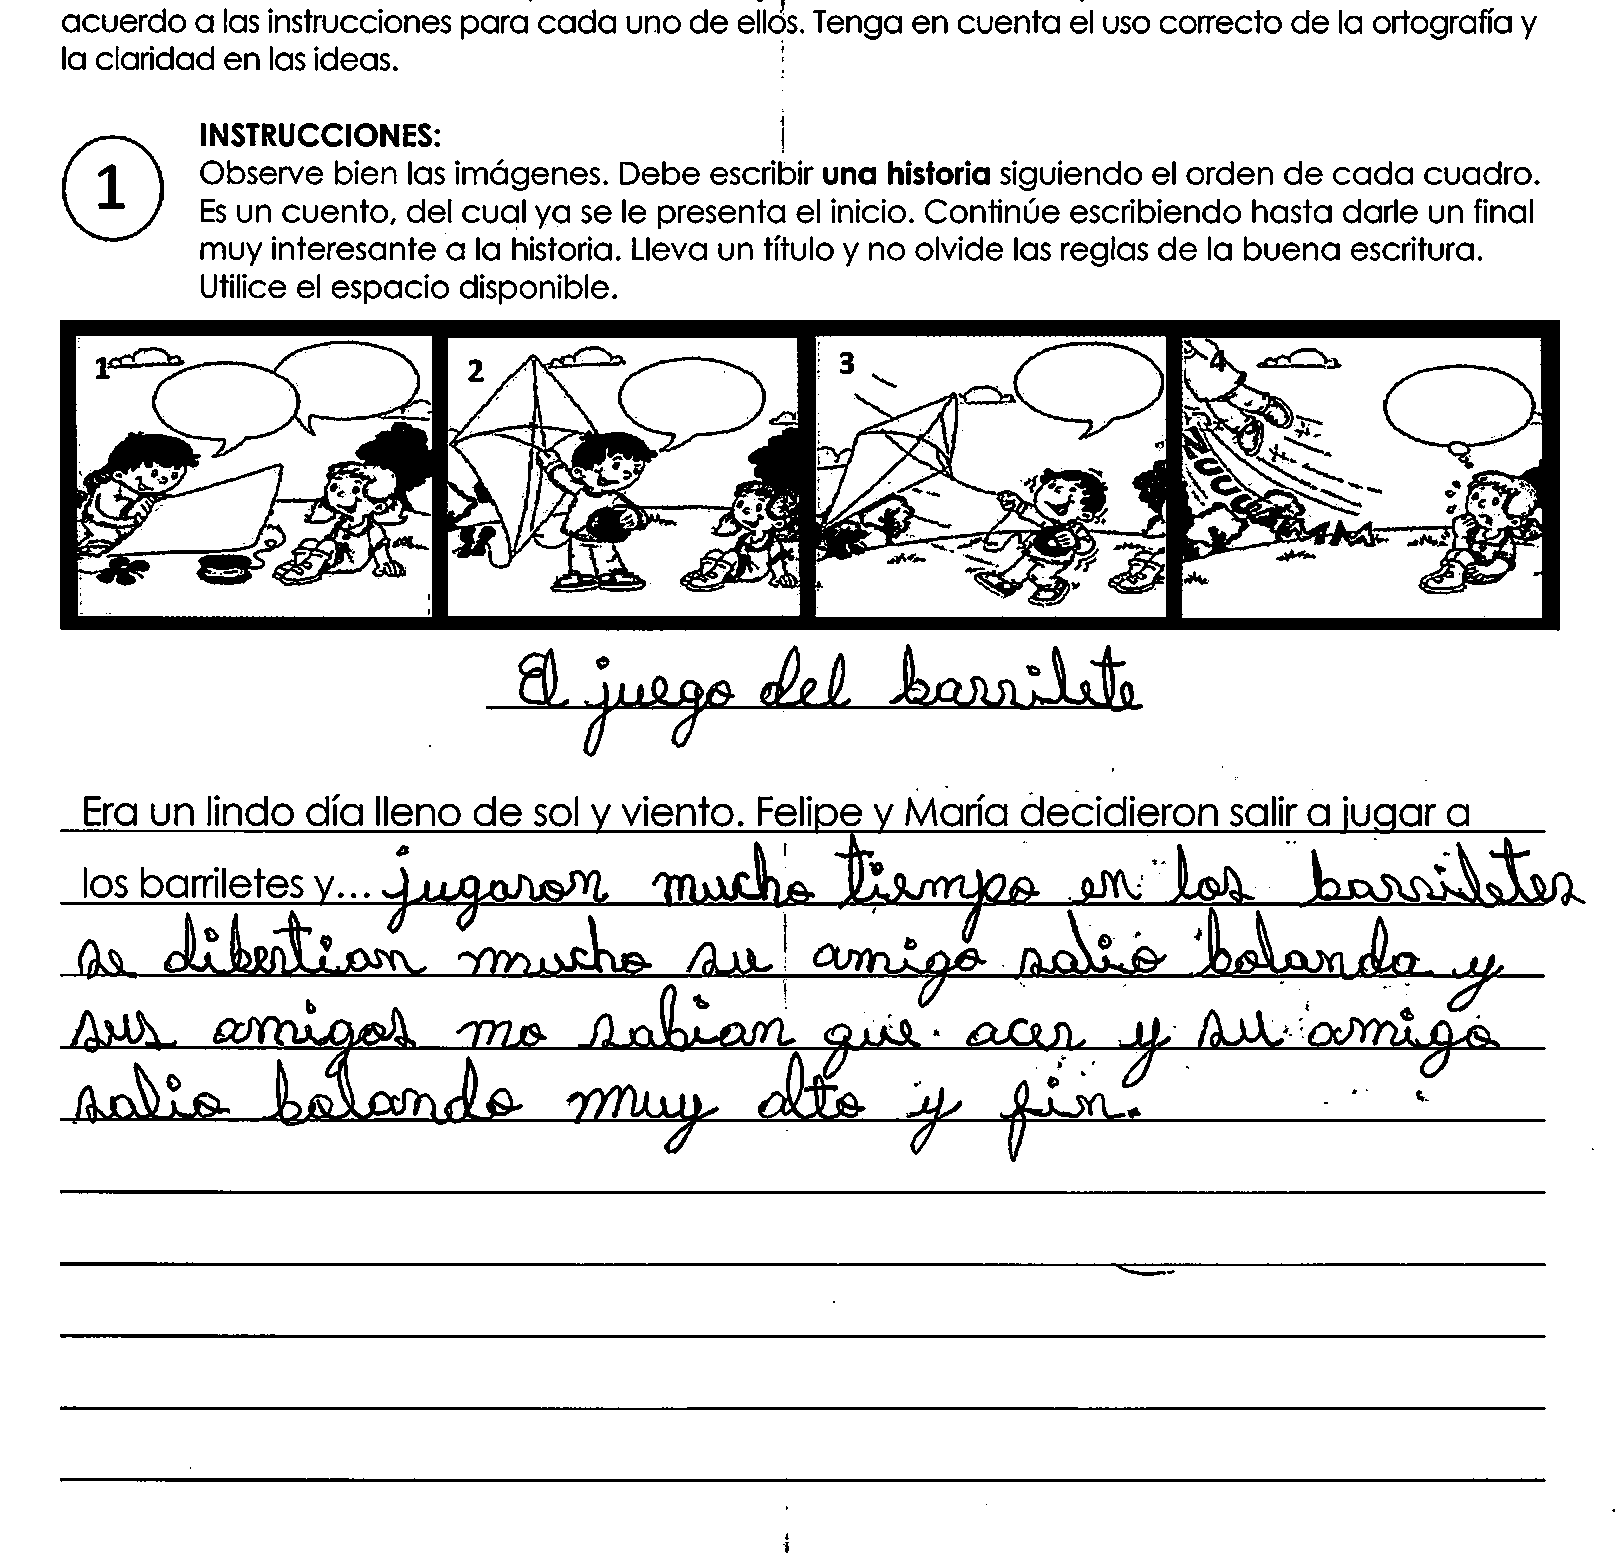 acuerdo a las instrucciones para cada uno de ellos. Tenga en cuenta el uso correcto de la ortografía y
la claridad en las ideas.
1
INSTRUCCIONES:
Observe bien las imágenes. Debe escribir una historia siguiendo el orden de cada cuadro.
Es un cuento, del cual ya se le presenta el inicio. Continúe escribiendo hasta darle un final
muy interesante a la historia. Lleva un título y no olvide las reglas de la buena escritura.
Utilice el espacio disponible.
1 2 3 4
El juego del barrilete
Era un lindo día lleno de sol y viento. Felipe y María decidieron salir a jugar a
los barriletes y... jugaron mucho tiempo en los barriletes
se dibertian mucho su amigo salio bolando y
sus amigos no sabian que acer y su amigo
salio bolando muy alto y fin.